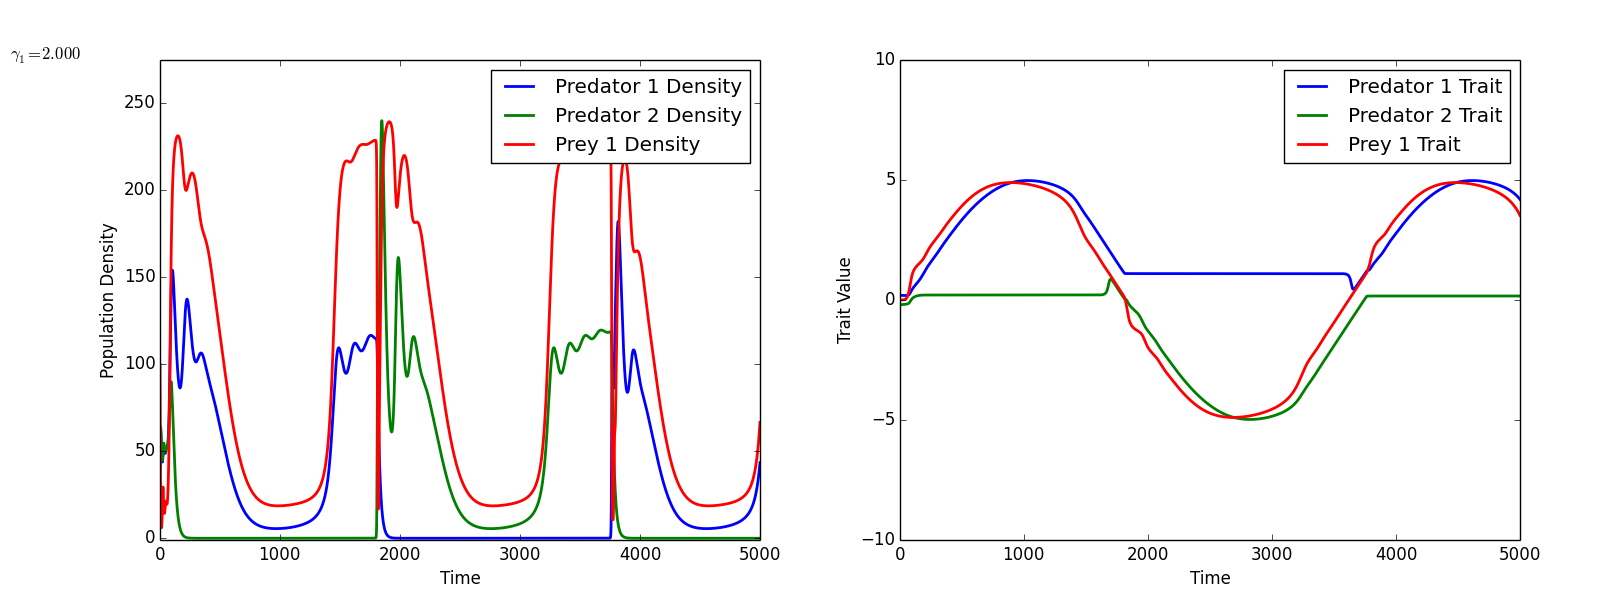 γ1=2.000
Predator 1 Density
Predator 2 Density
Prey 1 Density
250
200
150
100
50
0
Population Density
0 1000 2000 3000 4000 5000
Time
Predator 1 Trait
Predator 2 Trait
Prey 1 Trait
10
5
0
−5
−10
Trait Value
0 1000 2000 3000 4000 5000
Time